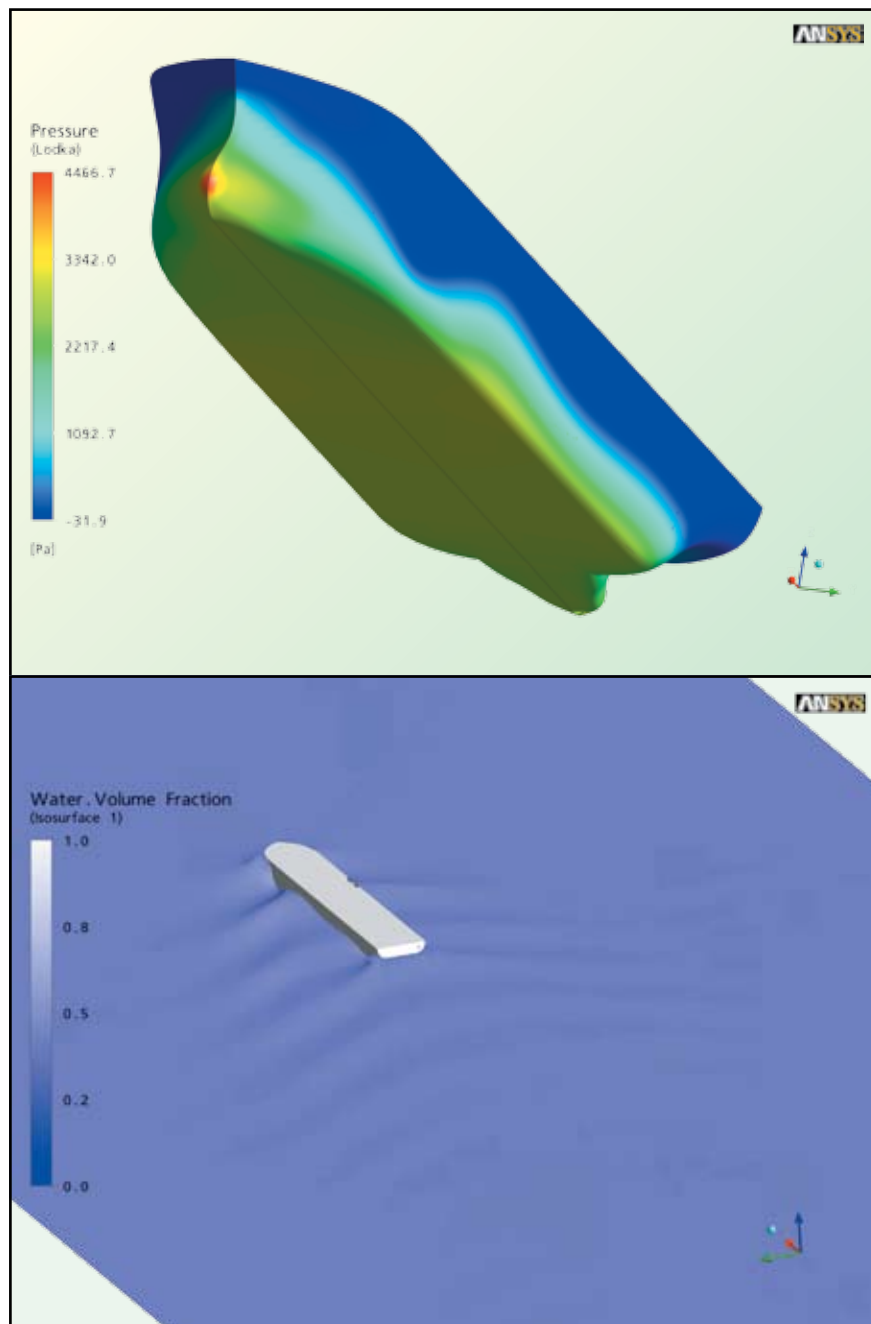 ANSYS
Pressure
(Lodka)
4466.7
3342.0
2217.4
1092.7
-31.9
[Pa]
ANSYS
Water.Volume Fraction
(Isosurface 1)
1.0
0.8
0.5
0.2
0.0